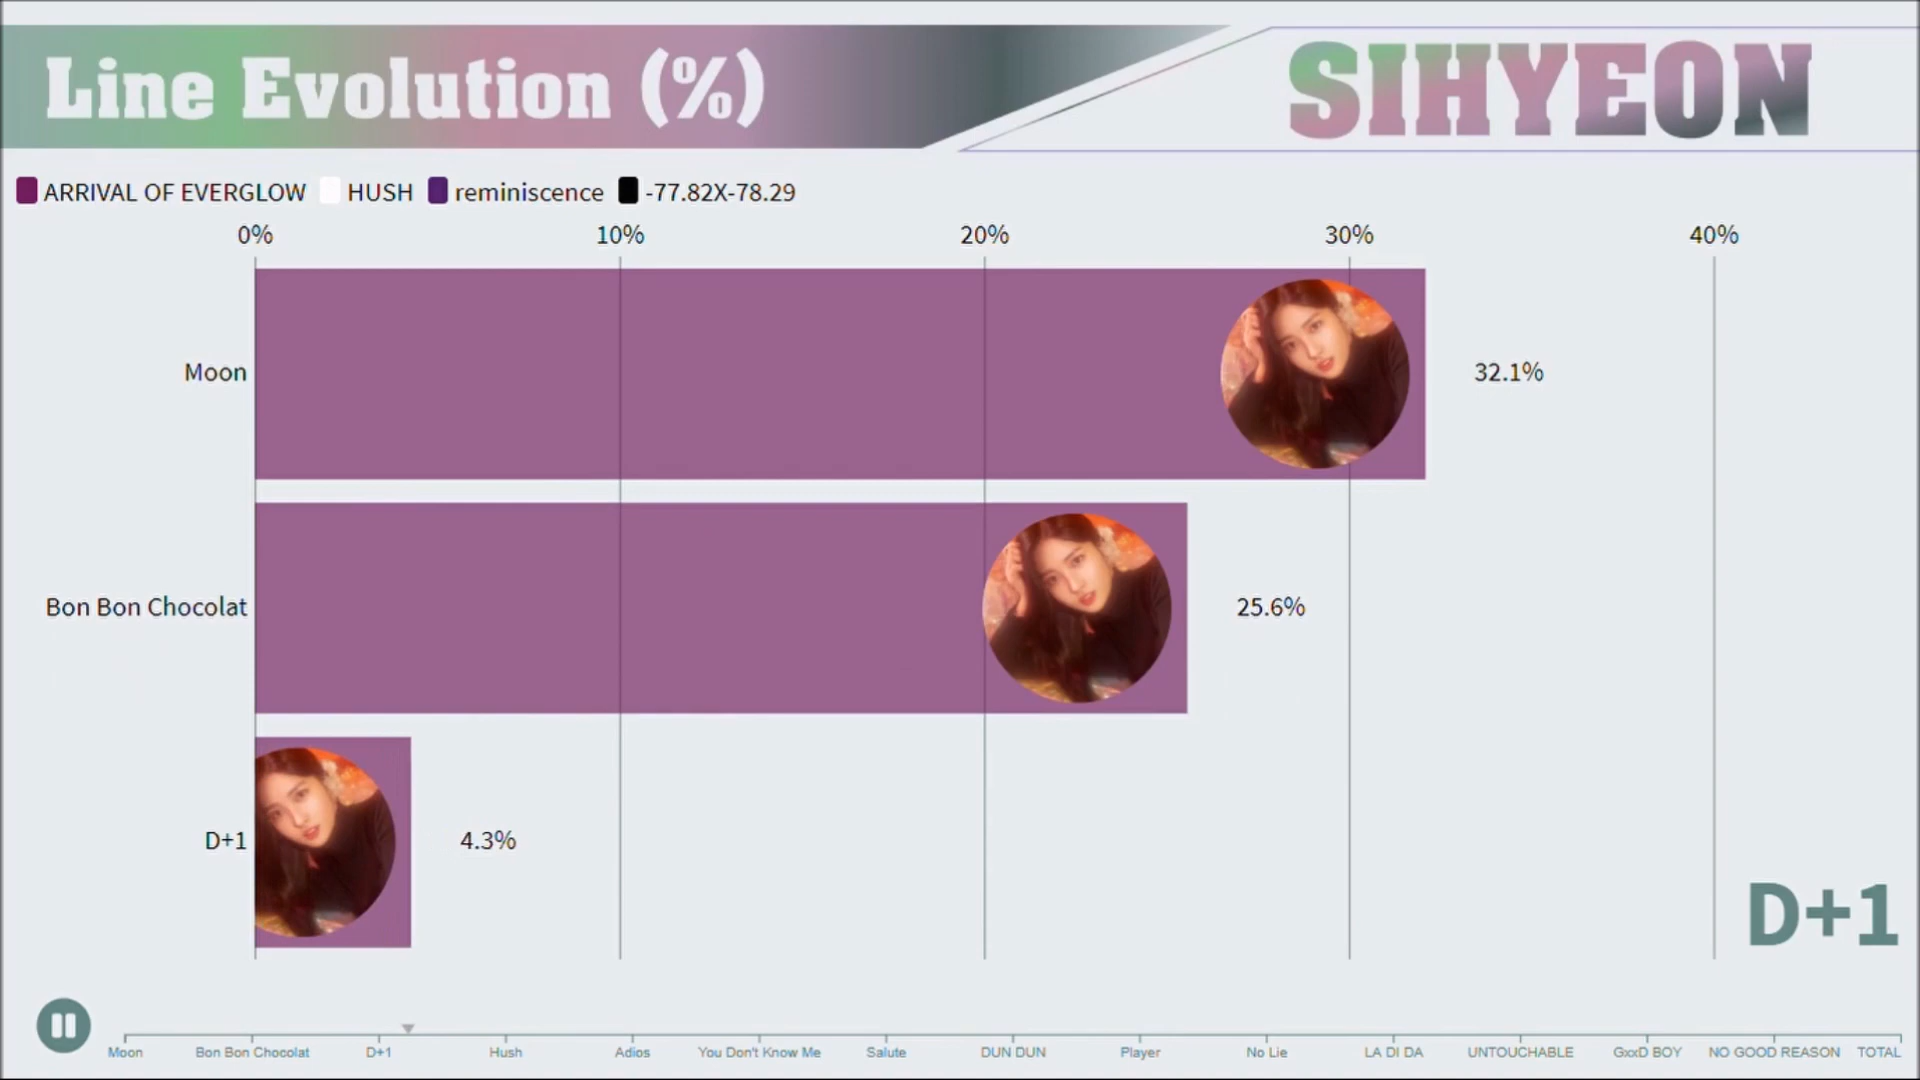 Line Evolution (%)
SIHYEON
ARRIVAL OF EVERGLOW HUSH reminiscence -77.82X-78.29
0% 10% 20% 30% 40%
Moon 32.1%
Bon Bon Chocolat 25.6%
D+1 4.3%
D+1
Moon Bon Bon Chocolat D+1 Hush Adios You Don't Know Me Salute DUN DUN Player No Lie LA DI DA UNTOUCHABLE GxxD BOY NO GOOD REASON TOTAL